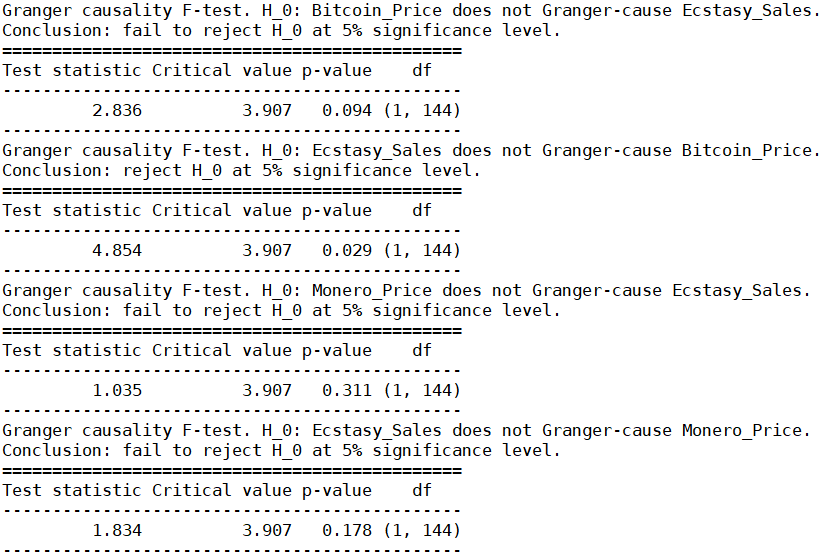 Granger causality F-test. H_0: Bitcoin_Price does not Granger-cause Ecstasy_Sales.
Conclusion: fail to reject H_0 at 5% significance level.
==============================================
Test statistic Critical value p-value    df
----------------------------------------------
         2.836          3.907   0.094 (1, 144)
----------------------------------------------
Granger causality F-test. H_0: Ecstasy_Sales does not Granger-cause Bitcoin_Price.
Conclusion: reject H_0 at 5% significance level.
==============================================
Test statistic Critical value p-value    df
----------------------------------------------
         4.854          3.907   0.029 (1, 144)
----------------------------------------------
Granger causality F-test. H_0: Monero_Price does not Granger-cause Ecstasy_Sales.
Conclusion: fail to reject H_0 at 5% significance level.
==============================================
Test statistic Critical value p-value    df
----------------------------------------------
         1.035          3.907   0.311 (1, 144)
----------------------------------------------
Granger causality F-test. H_0: Ecstasy_Sales does not Granger-cause Monero_Price.
Conclusion: fail to reject H_0 at 5% significance level.
==============================================
Test statistic Critical value p-value    df
----------------------------------------------
         1.834          3.907   0.178 (1, 144)
----------------------------------------------